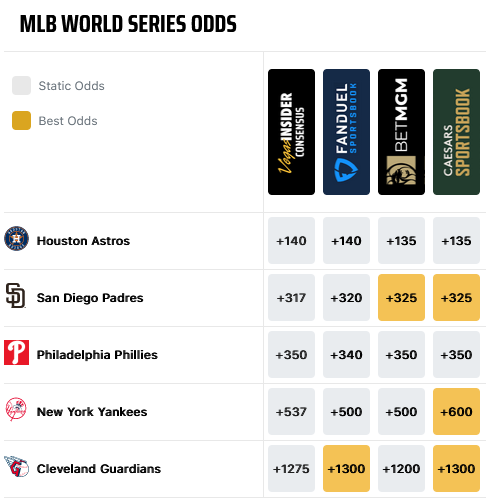 MLB WORLD SERIES ODDS
Static Odds
Best Odds
VegasINSIDER
CONSENSUS
FANDUEL
SPORTSBOOK
BETMGM
CAESARS
SPORTSBOOK
Houston Astros +140 +140 +135 +135
San Diego Padres +317 +320 +325 +325
Philadelphia Phillies +350 +340 +350 +350
New York Yankees +537 +500 +500 +600
Cleveland Guardians +1275 +1300 +1200 +1300